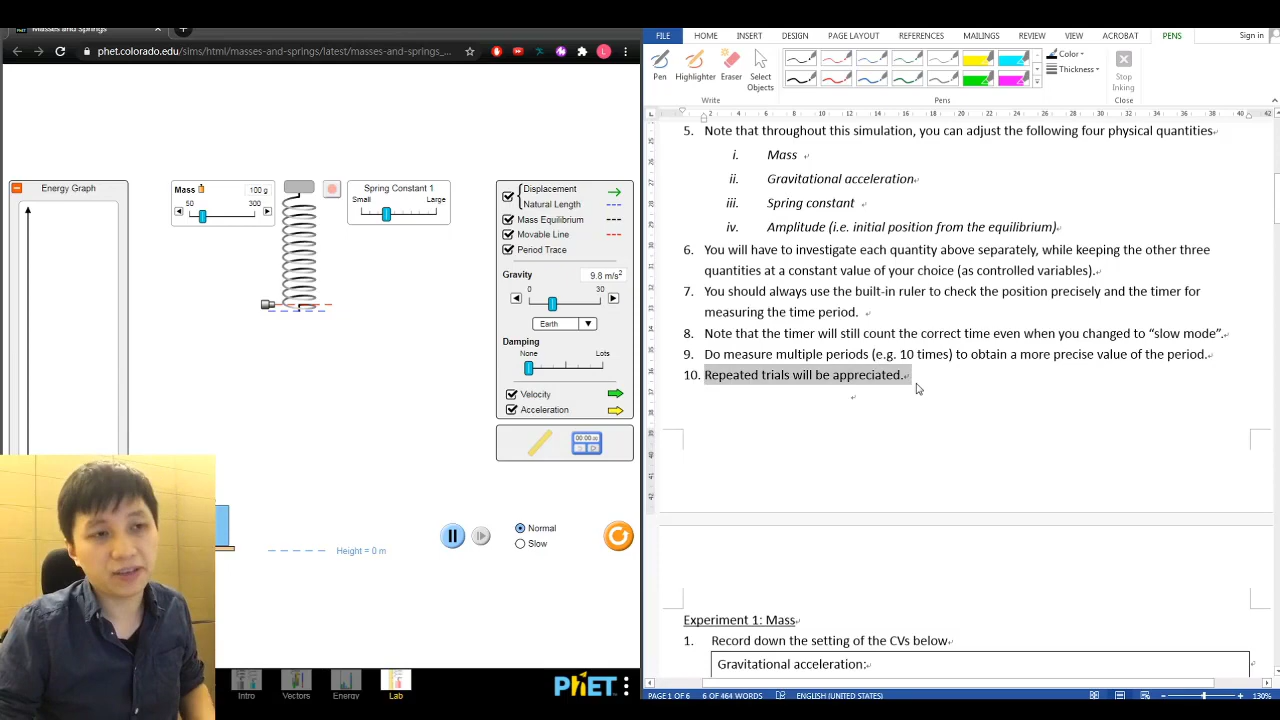 Masses and Springs
phet.colorado.edu/sims/html/masses-and-springs/latest/masses-and-springs_...
L
Energy Graph
Mass
100 g
50
300
Spring Constant 1
Small
Large
Displacement
Natural Length
Mass Equilibrium
Movable Line
Period Trace
Gravity
9.8 m/s²
0
30
Earth
Damping
None
Lots
Velocity
Acceleration
Normal
Slow
Height = 0 m
Intro
Vectors
Energy
Lab
PhET
FILE HOME INSERT DESIGN PAGE LAYOUT REFERENCES MAILINGS REVIEW VIEW ACROBAT PENS Sign in
Pen Highlighter Eraser Select Objects
Color
Thickness
Stop Inking
Write
Pens
Close
5. Note that throughout this simulation, you can adjust the following four physical quantities
i. Mass
ii. Gravitational acceleration
iii. Spring constant
iv. Amplitude (i.e. initial position from the equilibrium)
6. You will have to investigate each quantity above separately, while keeping the other three
quantities at a constant value of your choice (as controlled variables).
7. You should always use the built-in ruler to check the position precisely and the timer for
measuring the time period.
8. Note that the timer will still count the correct time even when you changed to “slow mode”.
9. Do measure multiple periods (e.g. 10 times) to obtain a more precise value of the period.
10. Repeated trials will be appreciated.
Experiment 1: Mass
1. Record down the setting of the CVs below
Gravitational acceleration:
PAGE 1 OF 6 6 OF 464 WORDS ENGLISH (UNITED STATES)
130%